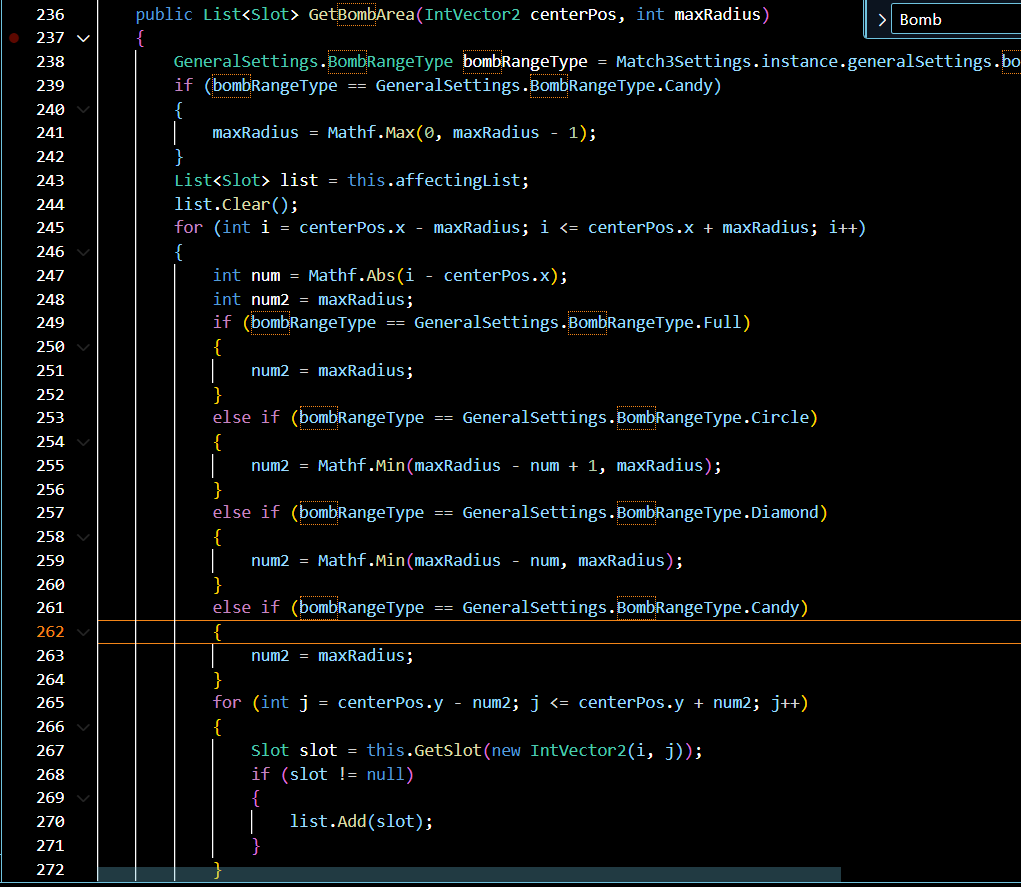 Bomb
236 public List<Slot> GetBombArea(IntVector2 centerPos, int maxRadius)
237 {
238 GeneralSettings.BombRangeType bombRangeType = Match3Settings.instance.generalSettings.bo
239 if (bombRangeType == GeneralSettings.BombRangeType.Candy)
240 {
241 maxRadius = Mathf.Max(0, maxRadius - 1);
242 }
243 List<Slot> list = this.affectingList;
244 list.Clear();
245 for (int i = centerPos.x - maxRadius; i <= centerPos.x + maxRadius; i++)
246 {
247 int num = Mathf.Abs(i - centerPos.x);
248 int num2 = maxRadius;
249 if (bombRangeType == GeneralSettings.BombRangeType.Full)
250 {
251 num2 = maxRadius;
252 }
253 else if (bombRangeType == GeneralSettings.BombRangeType.Circle)
254 {
255 num2 = Mathf.Min(maxRadius - num + 1, maxRadius);
256 }
257 else if (bombRangeType == GeneralSettings.BombRangeType.Diamond)
258 {
259 num2 = Mathf.Min(maxRadius - num, maxRadius);
260 }
261 else if (bombRangeType == GeneralSettings.BombRangeType.Candy)
262 {
263 num2 = maxRadius;
264 }
265 for (int j = centerPos.y - num2; j <= centerPos.y + num2; j++)
266 {
267 Slot slot = this.GetSlot(new IntVector2(i, j));
268 if (slot != null)
269 {
270 list.Add(slot);
271 }
272 }